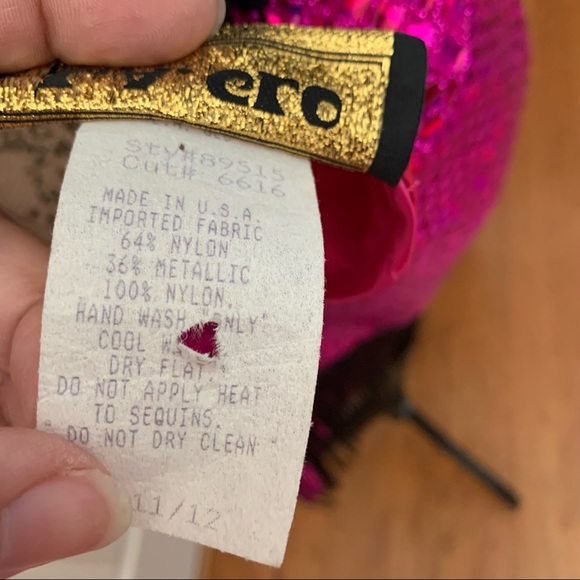 ero
Sty#89515
Cut# 6616
MADE IN U.S.A.
IMPORTED FABRIC
64% NYLON
36% METALLIC
100% NYLON.
HAND WASH "ONLY"
COOL
DRY FLAT
DO NOT APPLY HEAT
TO SEQUINS.
DO NOT DRY CLEAN
11/12